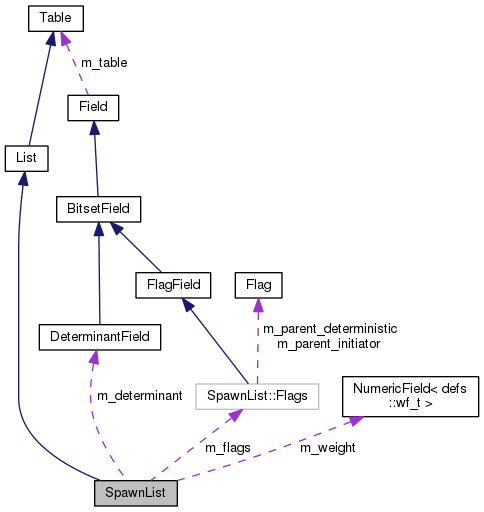 Table
m_table
Field
List
BitsetField
FlagField
Flag
DeterminantField
m_parent_deterministic
m_parent_initiator
SpawnList::Flags
NumericField< defs
::wf_t >
m_determinant
m_flags
m_weight
SpawnList